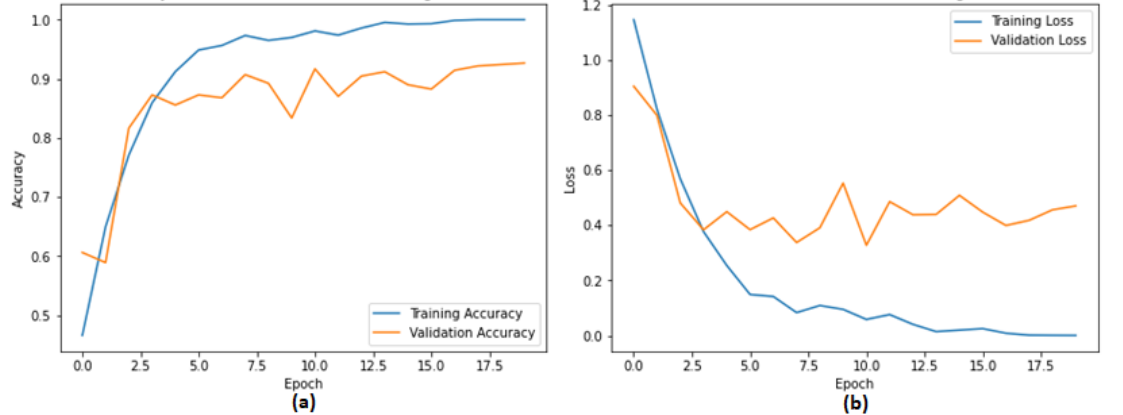 1.0
0.9
0.8
0.7
0.6
0.5
Accuracy
Training Accuracy
Validation Accuracy
0.0 2.5 5.0 7.5 10.0 12.5 15.0 17.5
Epoch
(a)
1.2
1.0
0.8
0.6
0.4
0.2
0.0
Loss
Training Loss
Validation Loss
0.0 2.5 5.0 7.5 10.0 12.5 15.0 17.5
Epoch
(b)